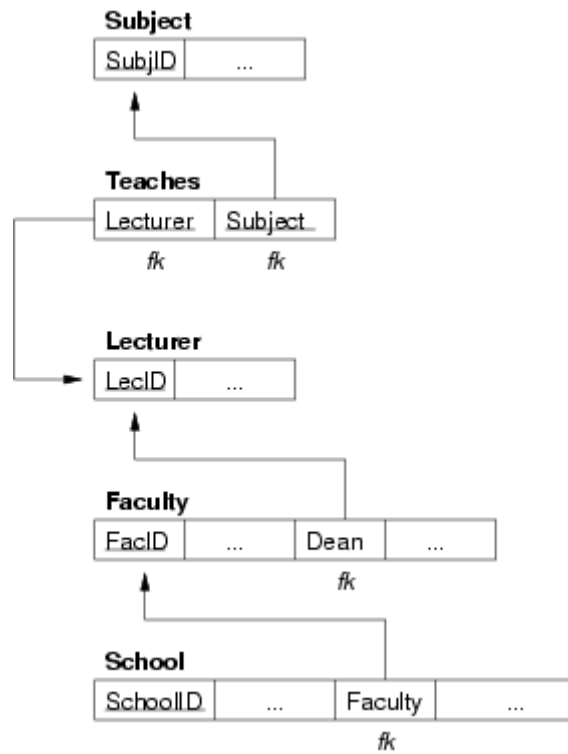 Subject
SubjID ...
Teaches
Lecturer Subject
fk fk
Lecturer
LecID ...
Faculty
FacID ... Dean ...
fk
School
SchoolID ... Faculty ...
fk